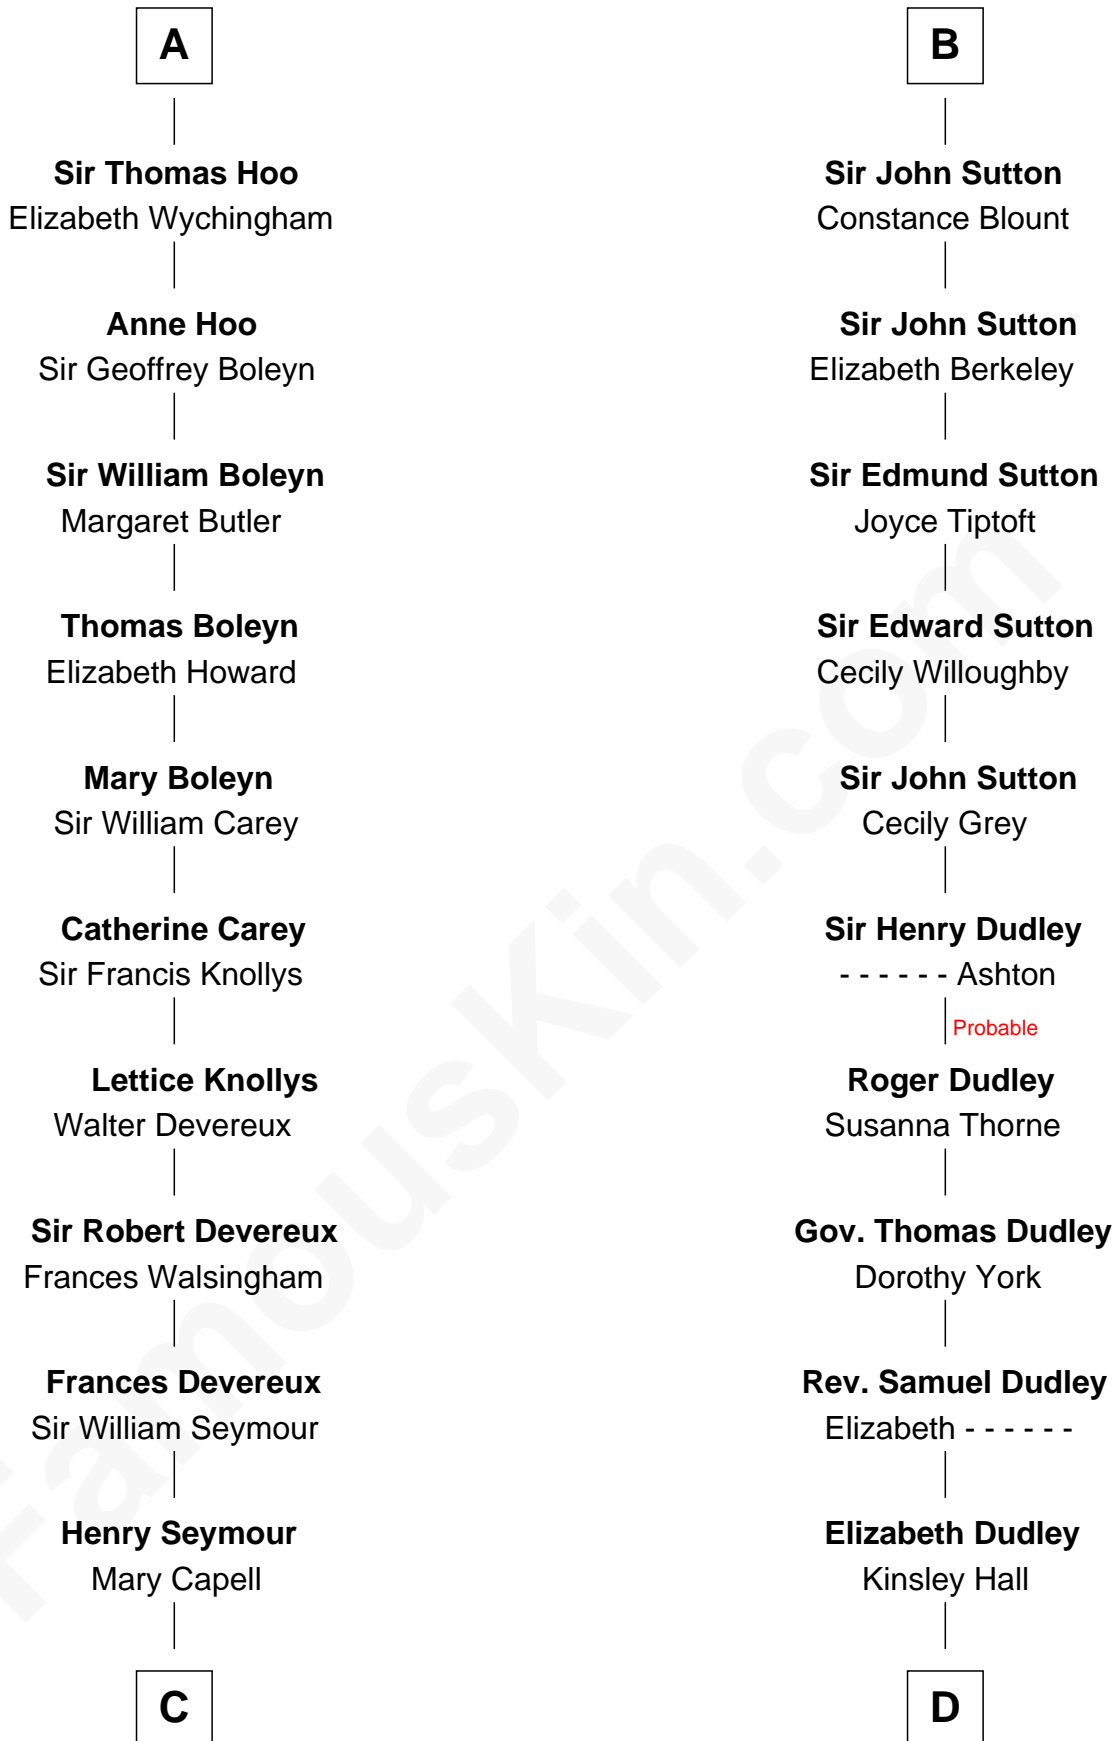 A
Sir Thomas Hoo
Elizabeth Wychingham
Anne Hoo
Sir Geoffrey Boleyn
Sir William Boleyn
Margaret Butler
Thomas Boleyn
Elizabeth Howard
Mary Boleyn
Sir William Carey
Catherine Carey
Sir Francis Knollys
Lettice Knollys
Walter Devereux
Sir Robert Devereux
Frances Walsingham
Frances Devereux
Sir William Seymour
Henry Seymour
Mary Capell
C
B
Sir John Sutton
Constance Blount
Sir John Sutton
Elizabeth Berkeley
Sir Edmund Sutton
Joyce Tiptoft
Sir Edward Sutton
Cecily Willoughby
Sir John Sutton
Cecily Grey
Sir Henry Dudley
- - - - - - Ashton
Probable
Roger Dudley
Susanna Thorne
Gov. Thomas Dudley
Dorothy York
Rev. Samuel Dudley
Elizabeth - - - - - -
Elizabeth Dudley
Kinsley Hall
D
FamousKin.com